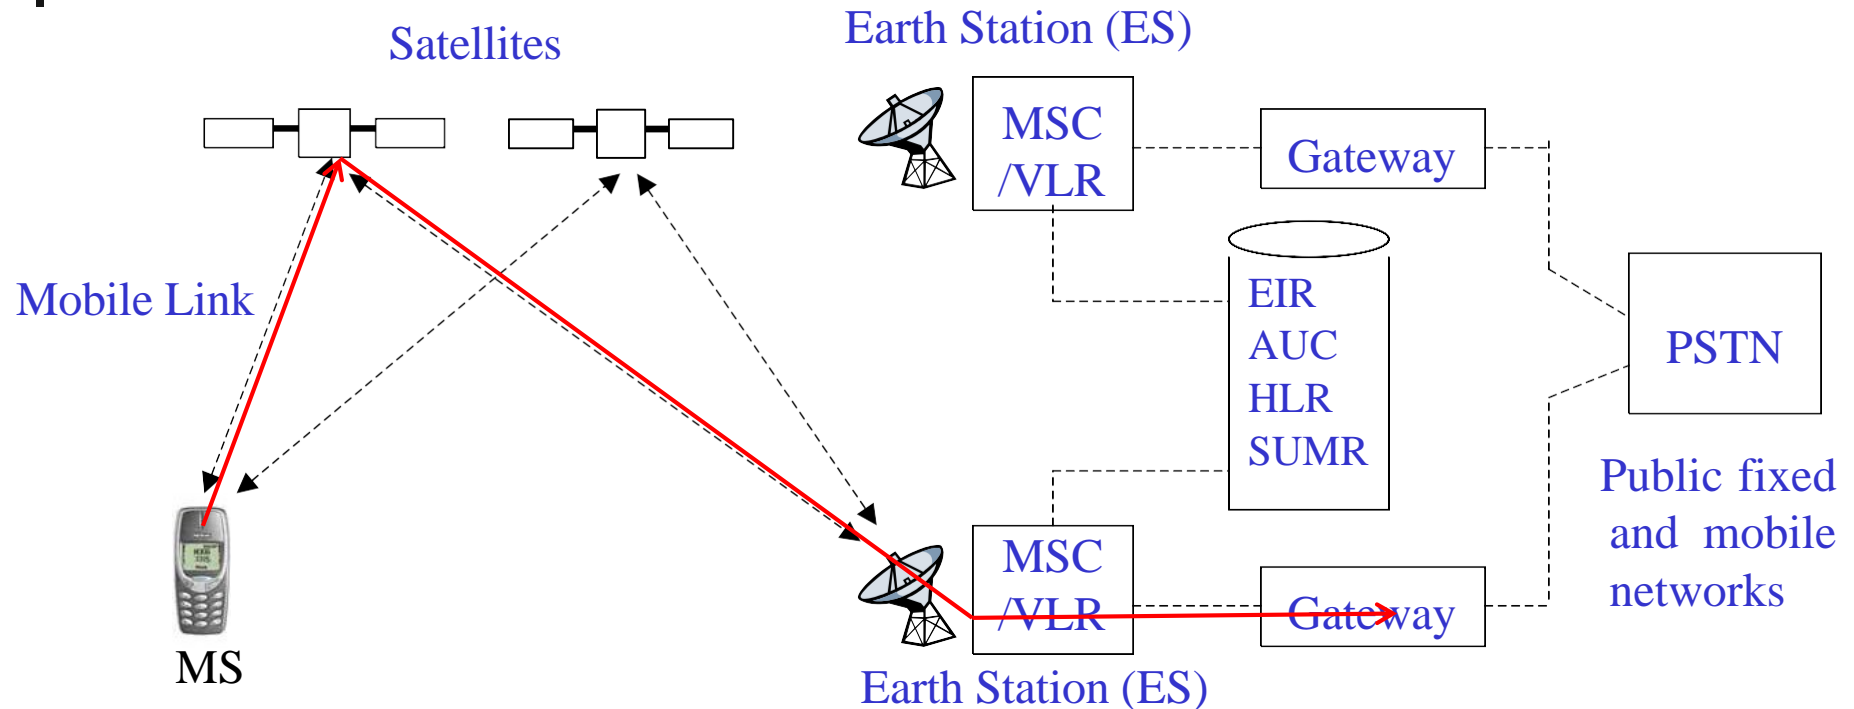 Satellites
Earth Station (ES)
MSC
/VLR
Gateway
Mobile Link
EIR
AUC
HLR
SUMR
PSTN
Public fixed
and mobile
networks
MSC
/VLR
Gateway
MS
Earth Station (ES)